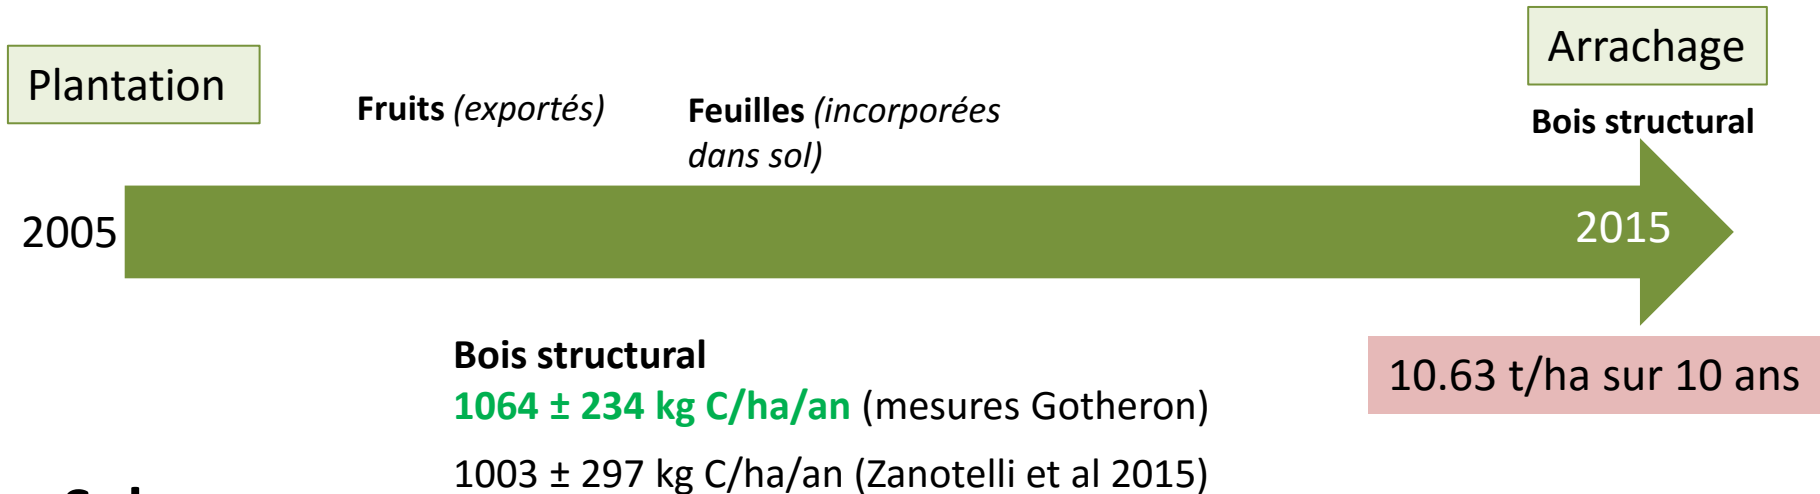 Arrachage
Plantation
Fruits (exportés)
Feuilles (incorporées
dans sol)
Bois structural
2005
2015
Bois structural
1064 ± 234 kg C/ha/an (mesures Gotheron)
1003 ± 297 kg C/ha/an (Zanotelli et al 2015)
10.63 t/ha sur 10 ans